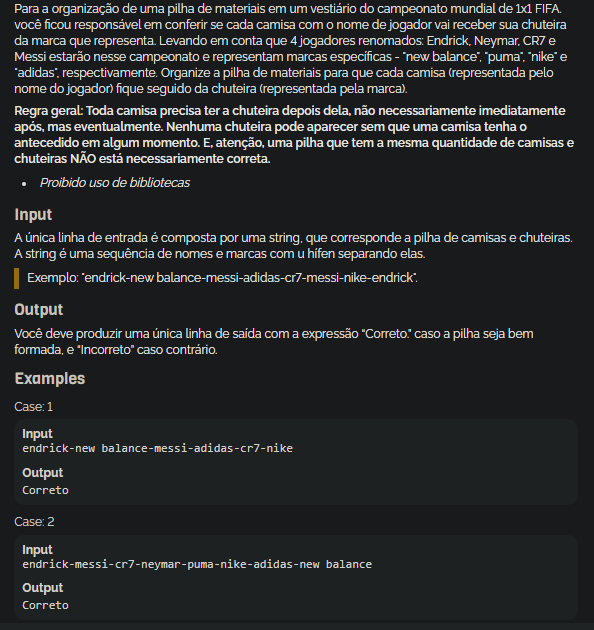 Para a organização de uma pilha de materiais em um vestiário do campeonato mundial de 1x1 FIFA.
você ficou responsável em conferir se cada camisa com o nome de jogador vai receber sua chuteira
da marca que representa. Levando em conta que 4 jogadores renomados: Endrick, Neymar, CR7 e
Messi estarão nesse campeonato e representam marcas específicas - "new balance", "puma", "nike" e
"adidas", respectivamente. Organize a pilha de materiais para que cada camisa (representada pelo
nome do jogador) fique seguido da chuteira (representada pela marca).
Regra geral: Toda camisa precisa ter a chuteira depois dela, não necessariamente imediatamente
após, mas eventualmente. Nenhuma chuteira pode aparecer sem que uma camisa tenha o
antecedido em algum momento. E, atenção, uma pilha que tem a mesma quantidade de camisas e
chuteiras NÃO está necessariamente correta.
• Proibido uso de bibliotecas
Input
A única linha de entrada é composta por uma string, que corresponde a pilha de camisas e chuteiras.
A string é uma sequência de nomes e marcas com u hífen separando elas.
Exemplo: "endrick-new balance-messi-adidas-cr7-messi-nike-endrick".
Output
Você deve produzir uma única linha de saída com a expressão "Correto." caso a pilha seja bem
formada, e "Incorreto" caso contrário.
Examples
Case: 1
Input
endrick-new balance-messi-adidas-cr7-nike
Output
Correto
Case: 2
Input
endrick-messi-cr7-neymar-puma-nike-adidas-new balance
Output
Correto